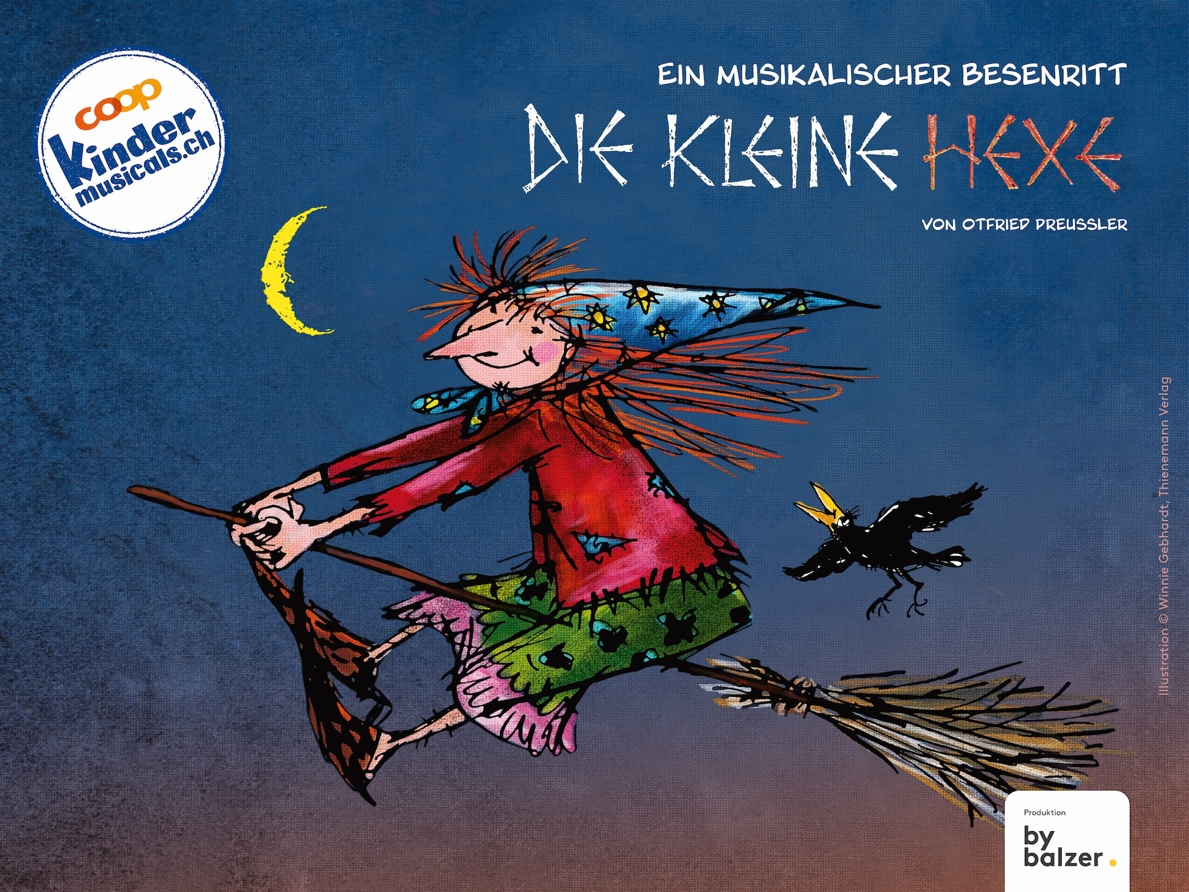 coop
kinder
musicals.ch
EIN MUSIKALISCHER BESENRITT
DIE KLEINE HEXE
VON OTFRIED PREUSSLER
Illustration © Winnie Gebhardt, Thienemann Verlag
Produktion
by
balzer.